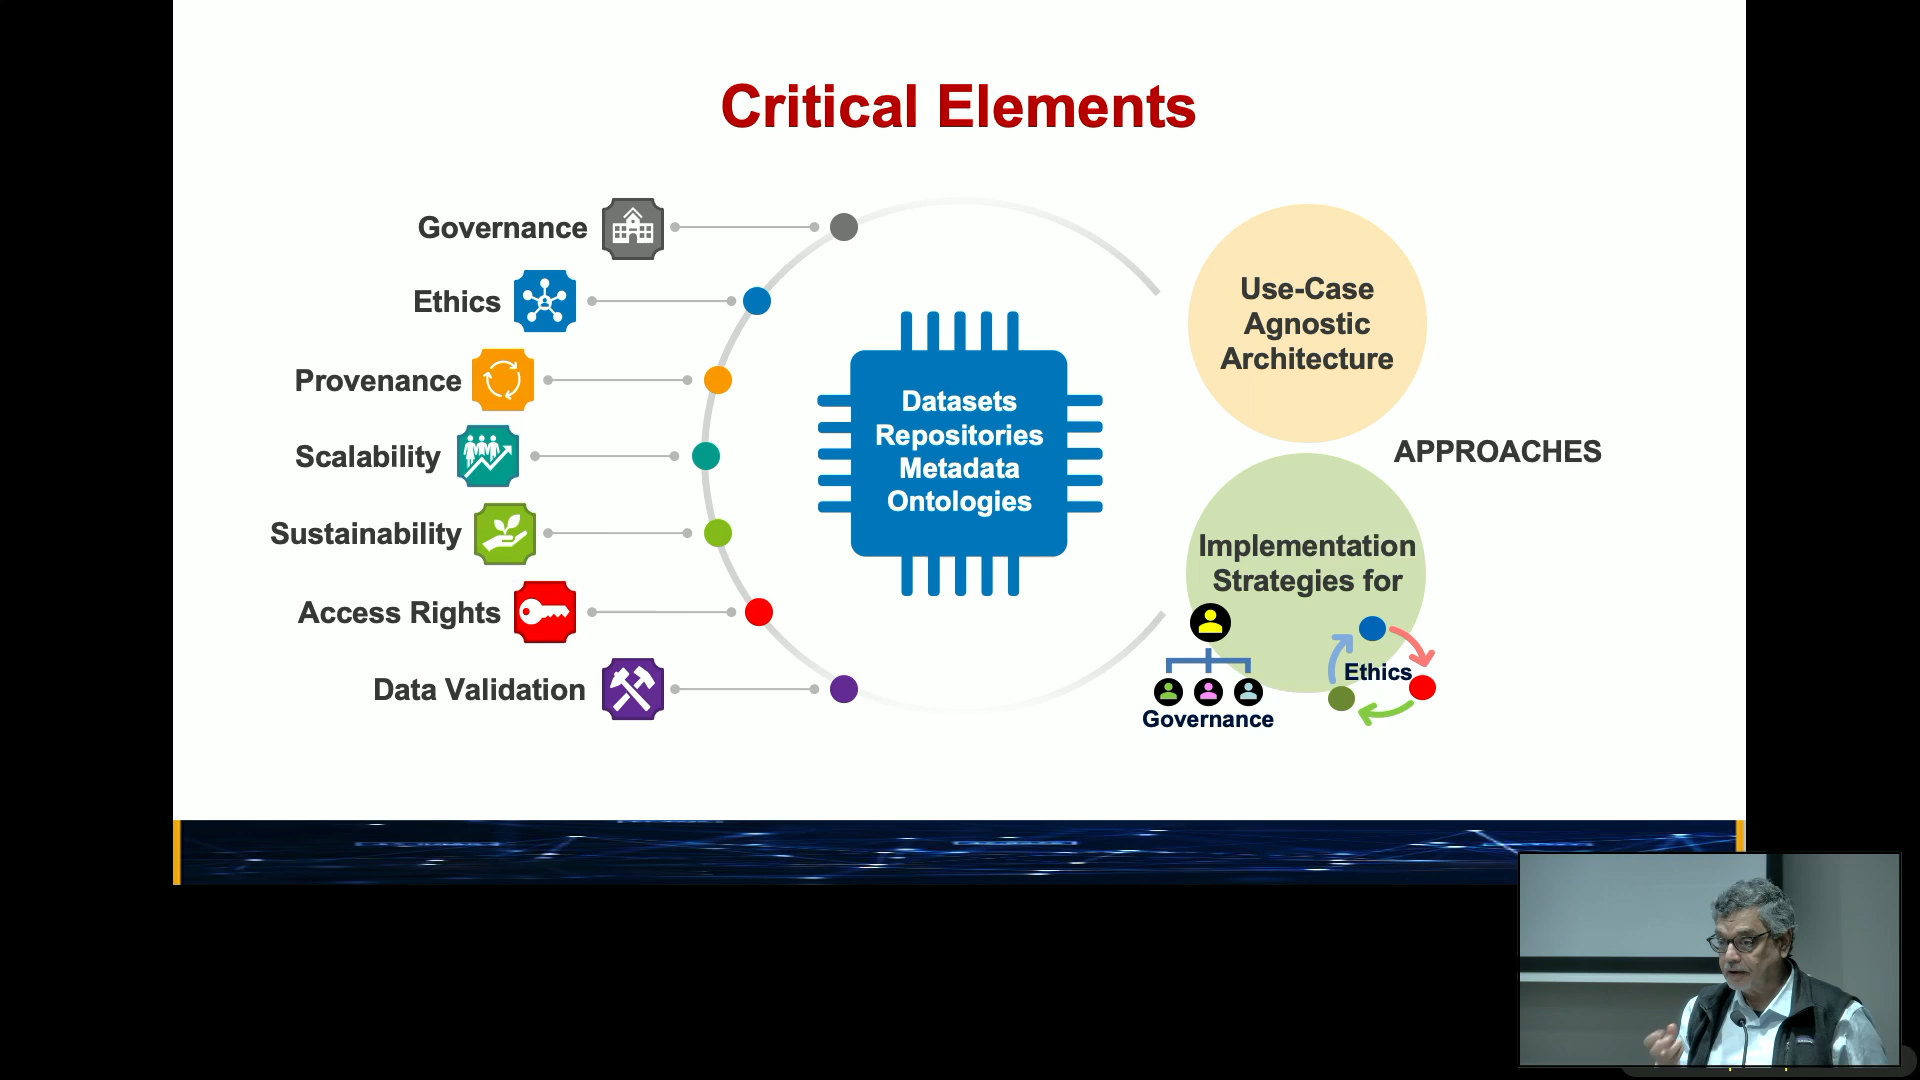 Critical Elements
Governance
Ethics
Provenance
Scalability
Sustainability
Access Rights
Data Validation
Datasets
Repositories
Metadata
Ontologies
Use-Case
Agnostic
Architecture
APPROACHES
Implementation
Strategies for
Ethics
Governance